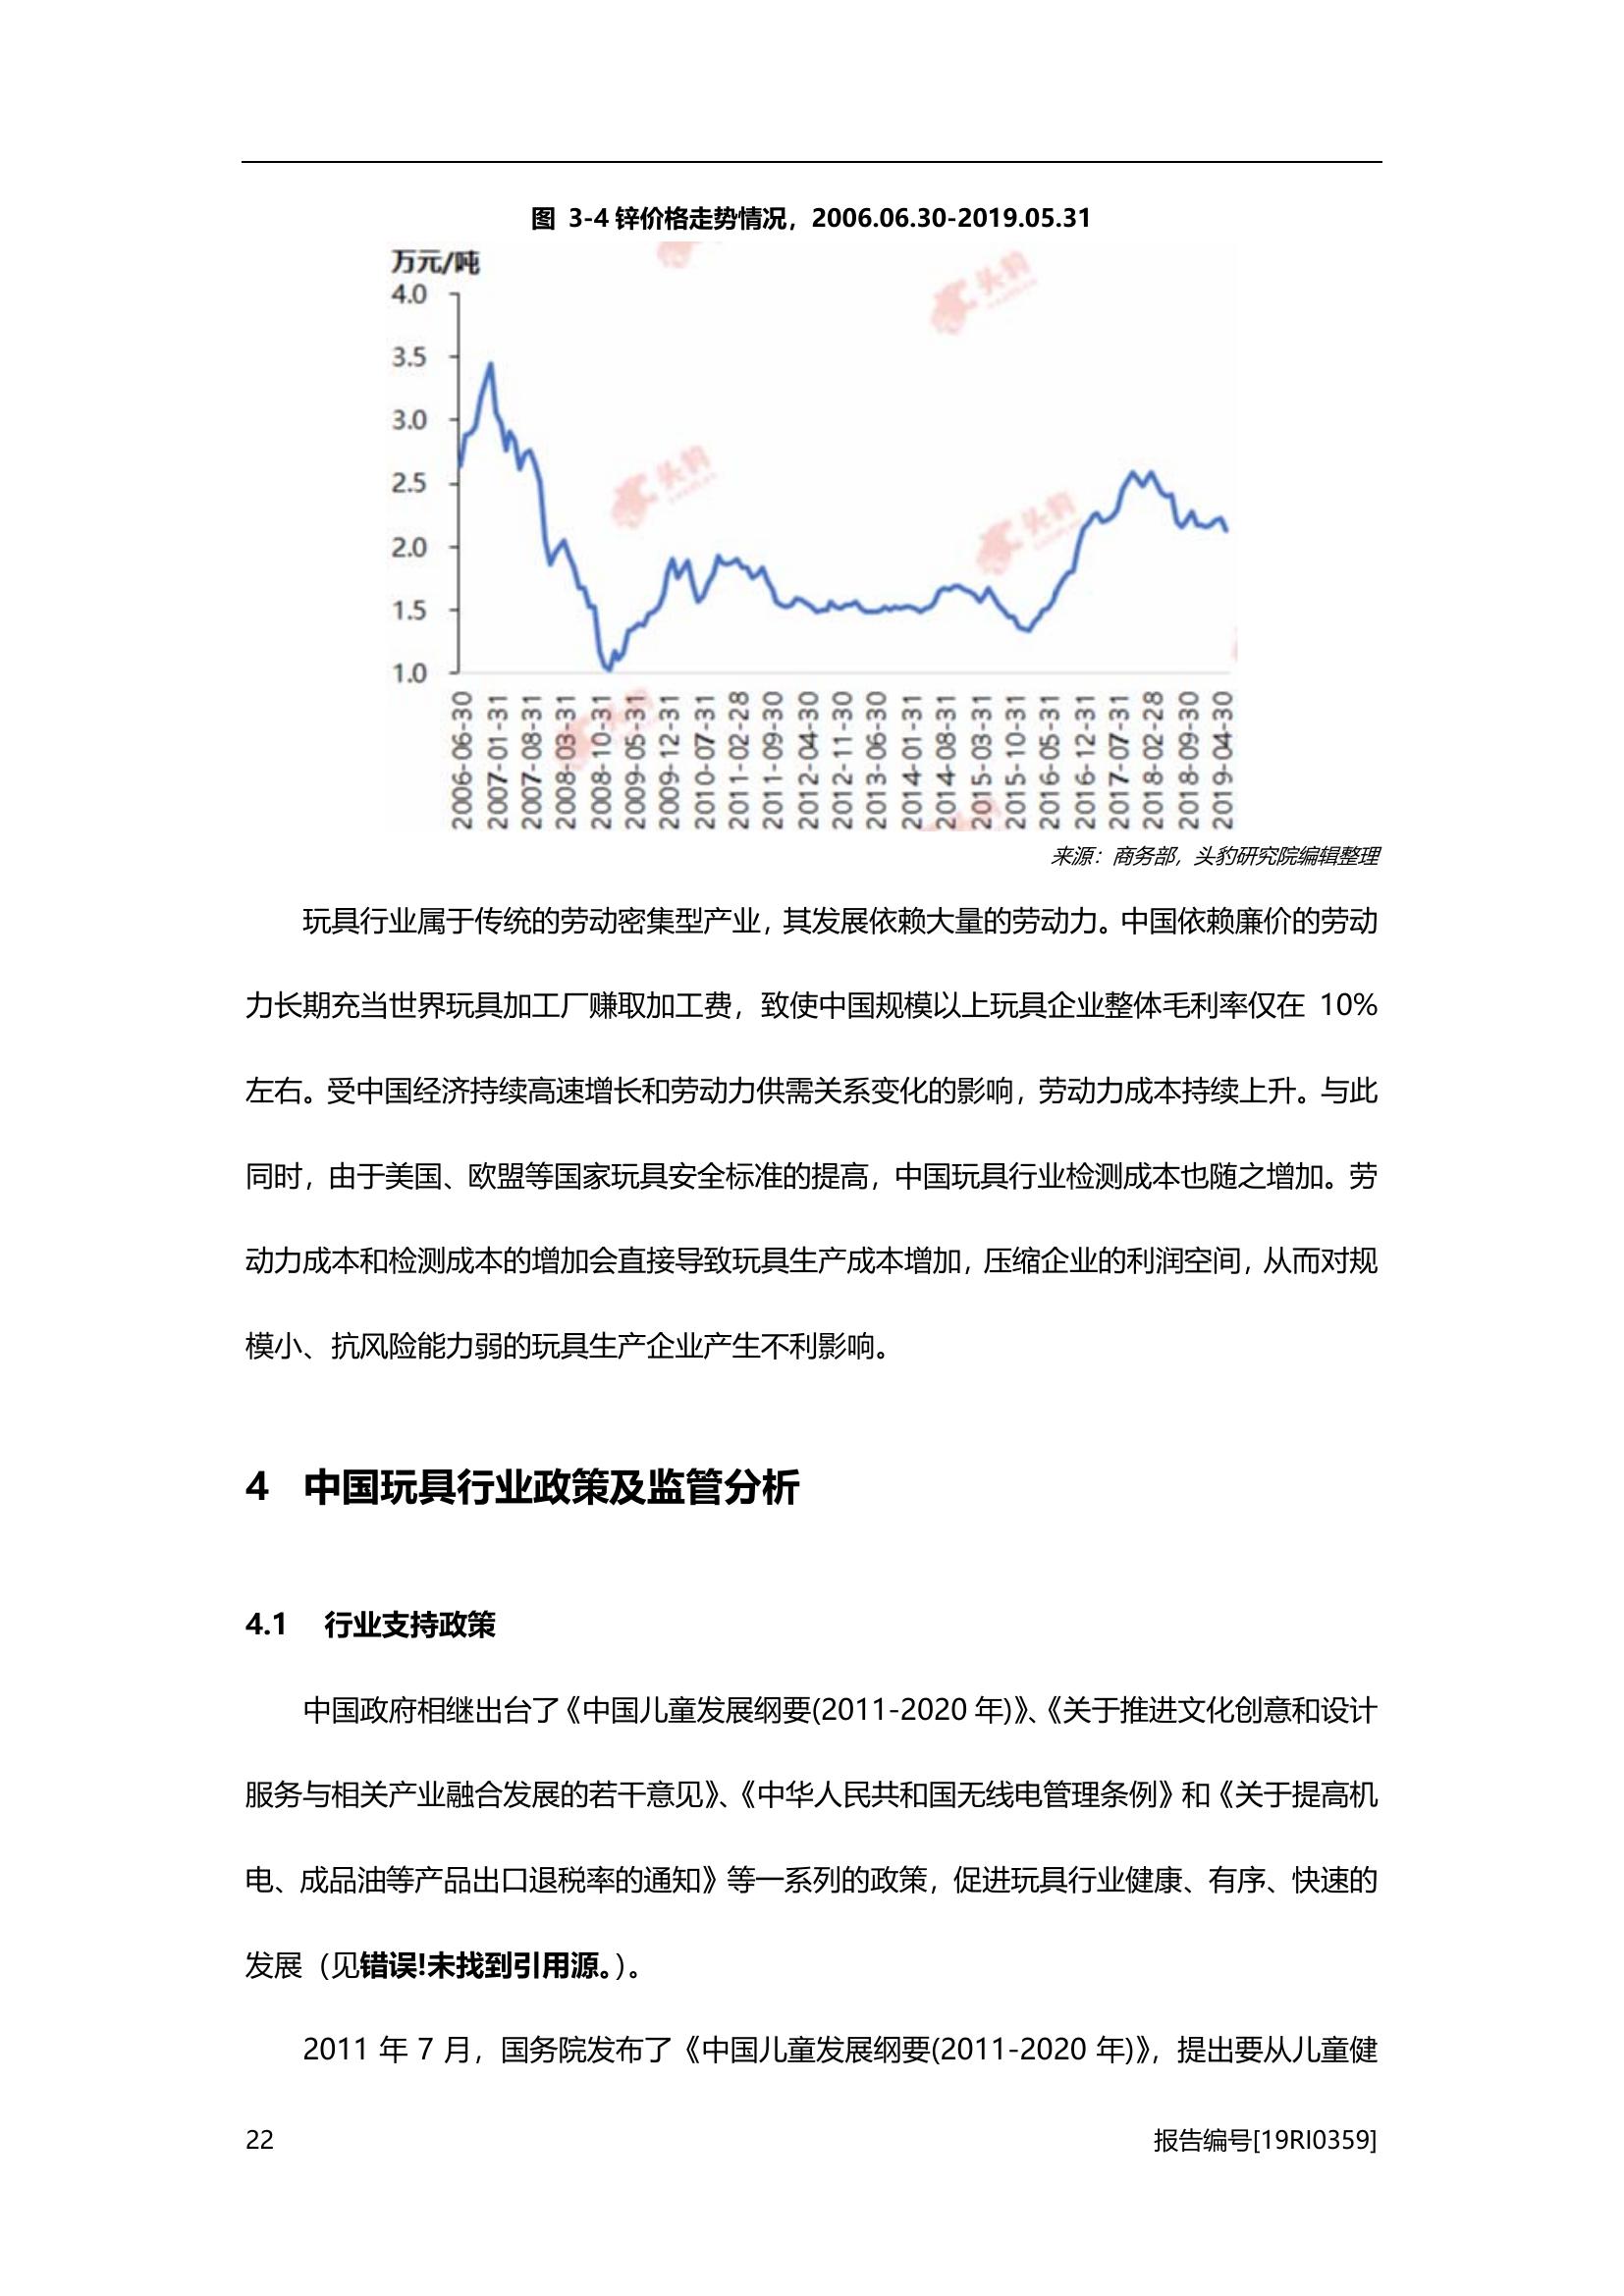 图 3-4 锌价格走势情况，2006.06.30-2019.05.31
万元/吨
4.0
3.5
3.0
2.5
2.0
1.5
1.0
2006-06-30
2007-01-31
2007-08-31
2008-03-31
2008-10-31
2009-05-31
2009-12-31
2010-07-31
2011-02-28
2011-09-30
2012-04-30
2012-11-30
2013-06-30
2014-01-31
2014-08-31
2015-03-31
2015-10-31
2016-05-31
2016-12-31
2017-07-31
2018-02-28
2018-09-30
2019-04-30
头豹
头豹
头豹
头豹
来源：商务部，头豹研究院编辑整理
玩具行业属于传统的劳动密集型产业，其发展依赖大量的劳动力。中国依赖廉价的劳动
力长期充当世界玩具加工厂赚取加工费，致使中国规模以上玩具企业整体毛利率仅在 10%
左右。受中国经济持续高速增长和劳动力供需关系变化的影响，劳动力成本持续上升。与此
同时，由于美国、欧盟等国家玩具安全标准的提高，中国玩具行业检测成本也随之增加。劳
动力成本和检测成本的增加会直接导致玩具生产成本增加，压缩企业的利润空间，从而对规
模小、抗风险能力弱的玩具生产企业产生不利影响。
4 中国玩具行业政策及监管分析
4.1 行业支持政策
中国政府相继出台了《中国儿童发展纲要(2011-2020 年)》、《关于推进文化创意和设计
服务与相关产业融合发展的若干意见》、《中华人民共和国无线电管理条例》和《关于提高机
电、成品油等产品出口退税率的通知》等一系列的政策，促进玩具行业健康、有序、快速的
发展（见错误!未找到引用源。）。
2011 年 7 月，国务院发布了《中国儿童发展纲要(2011-2020 年)》，提出要从儿童健
22
报告编号[19RI0359]